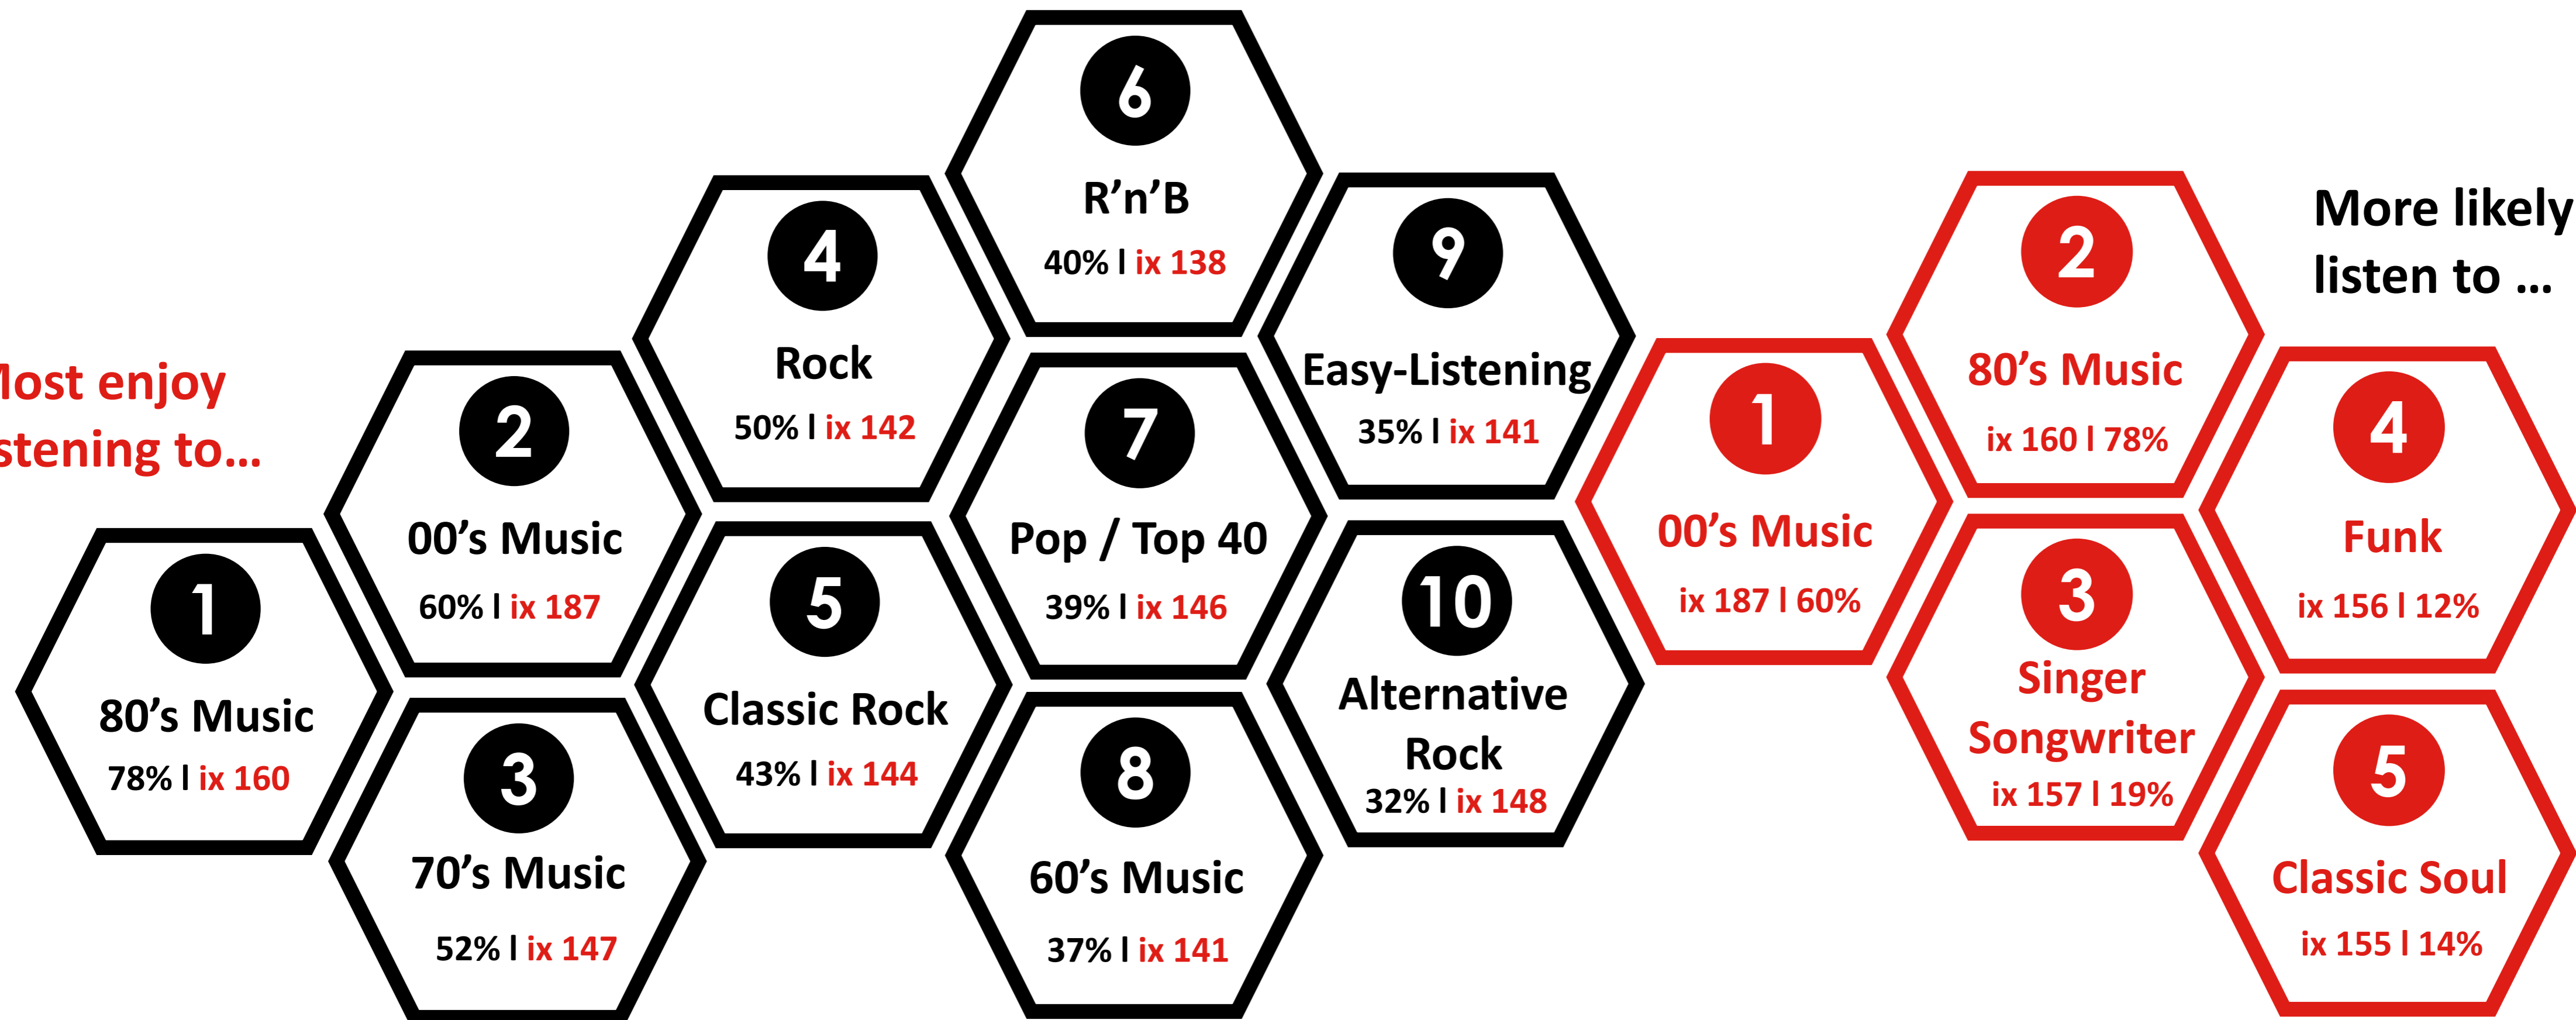 Most enjoy
listening to...
1
80’s Music
78% l ix 160
2
00’s Music
60% l ix 187
3
70’s Music
52% l ix 147
4
Rock
50% l ix 142
5
Classic Rock
43% l ix 144
6
R’n’B
40% l ix 138
7
Pop / Top 40
39% l ix 146
8
60’s Music
37% l ix 141
9
Easy-Listening
35% l ix 141
10
Alternative
Rock
32% l ix 148
More likely
listen to ...
1
00’s Music
ix 187 l 60%
2
80’s Music
ix 160 l 78%
3
Singer
Songwriter
ix 157 l 19%
4
Funk
ix 156 l 12%
5
Classic Soul
ix 155 l 14%